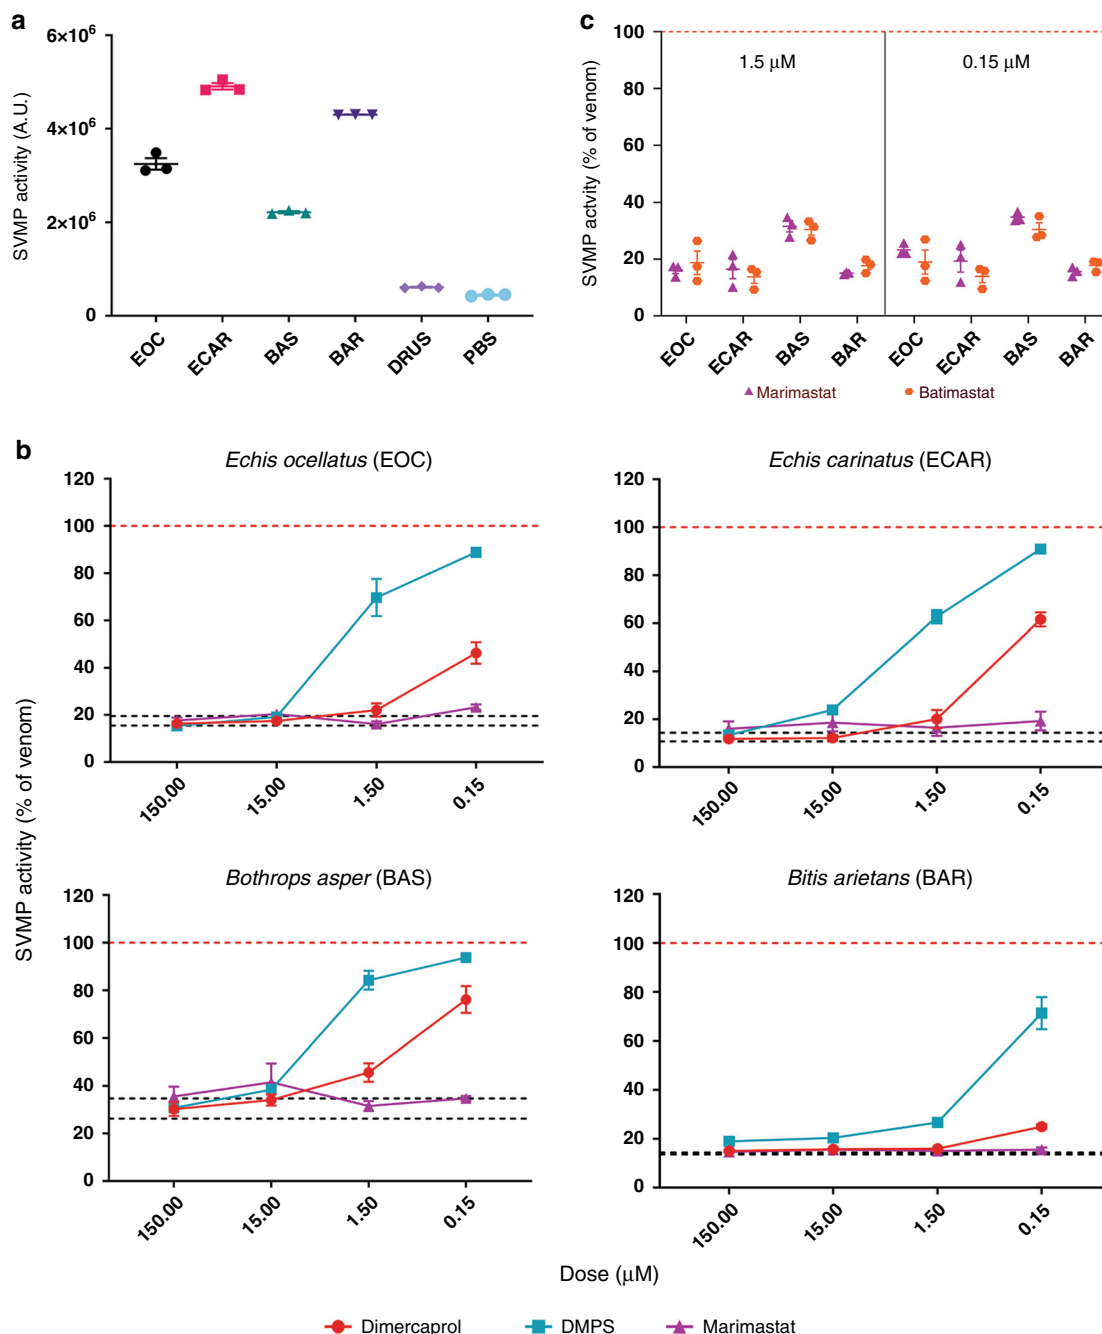 a
SVMP activity (A.U.)
6×10⁶
4×10⁶
2×10⁶
0
EOC
ECAR
BAS
BAR
DRUS
PBS
c
SVMP actvity (% of venom)
100
80
60
40
20
0
1.5 μM
0.15 μM
EOC
ECAR
BAS
BAR
EOC
ECAR
BAS
BAR
Marimastat
Batimastat
b
SVMP activity (% of venom)
Echis ocellatus (EOC)
120
100
80
60
40
20
0
150.00
15.00
1.50
0.15
Echis carinatus (ECAR)
120
100
80
60
40
20
0
150.00
15.00
1.50
0.15
Bothrops asper (BAS)
120
100
80
60
40
20
0
150.00
15.00
1.50
0.15
Bitis arietans (BAR)
120
100
80
60
40
20
0
150.00
15.00
1.50
0.15
Dose (μM)
Dimercaprol
DMPS
Marimastat